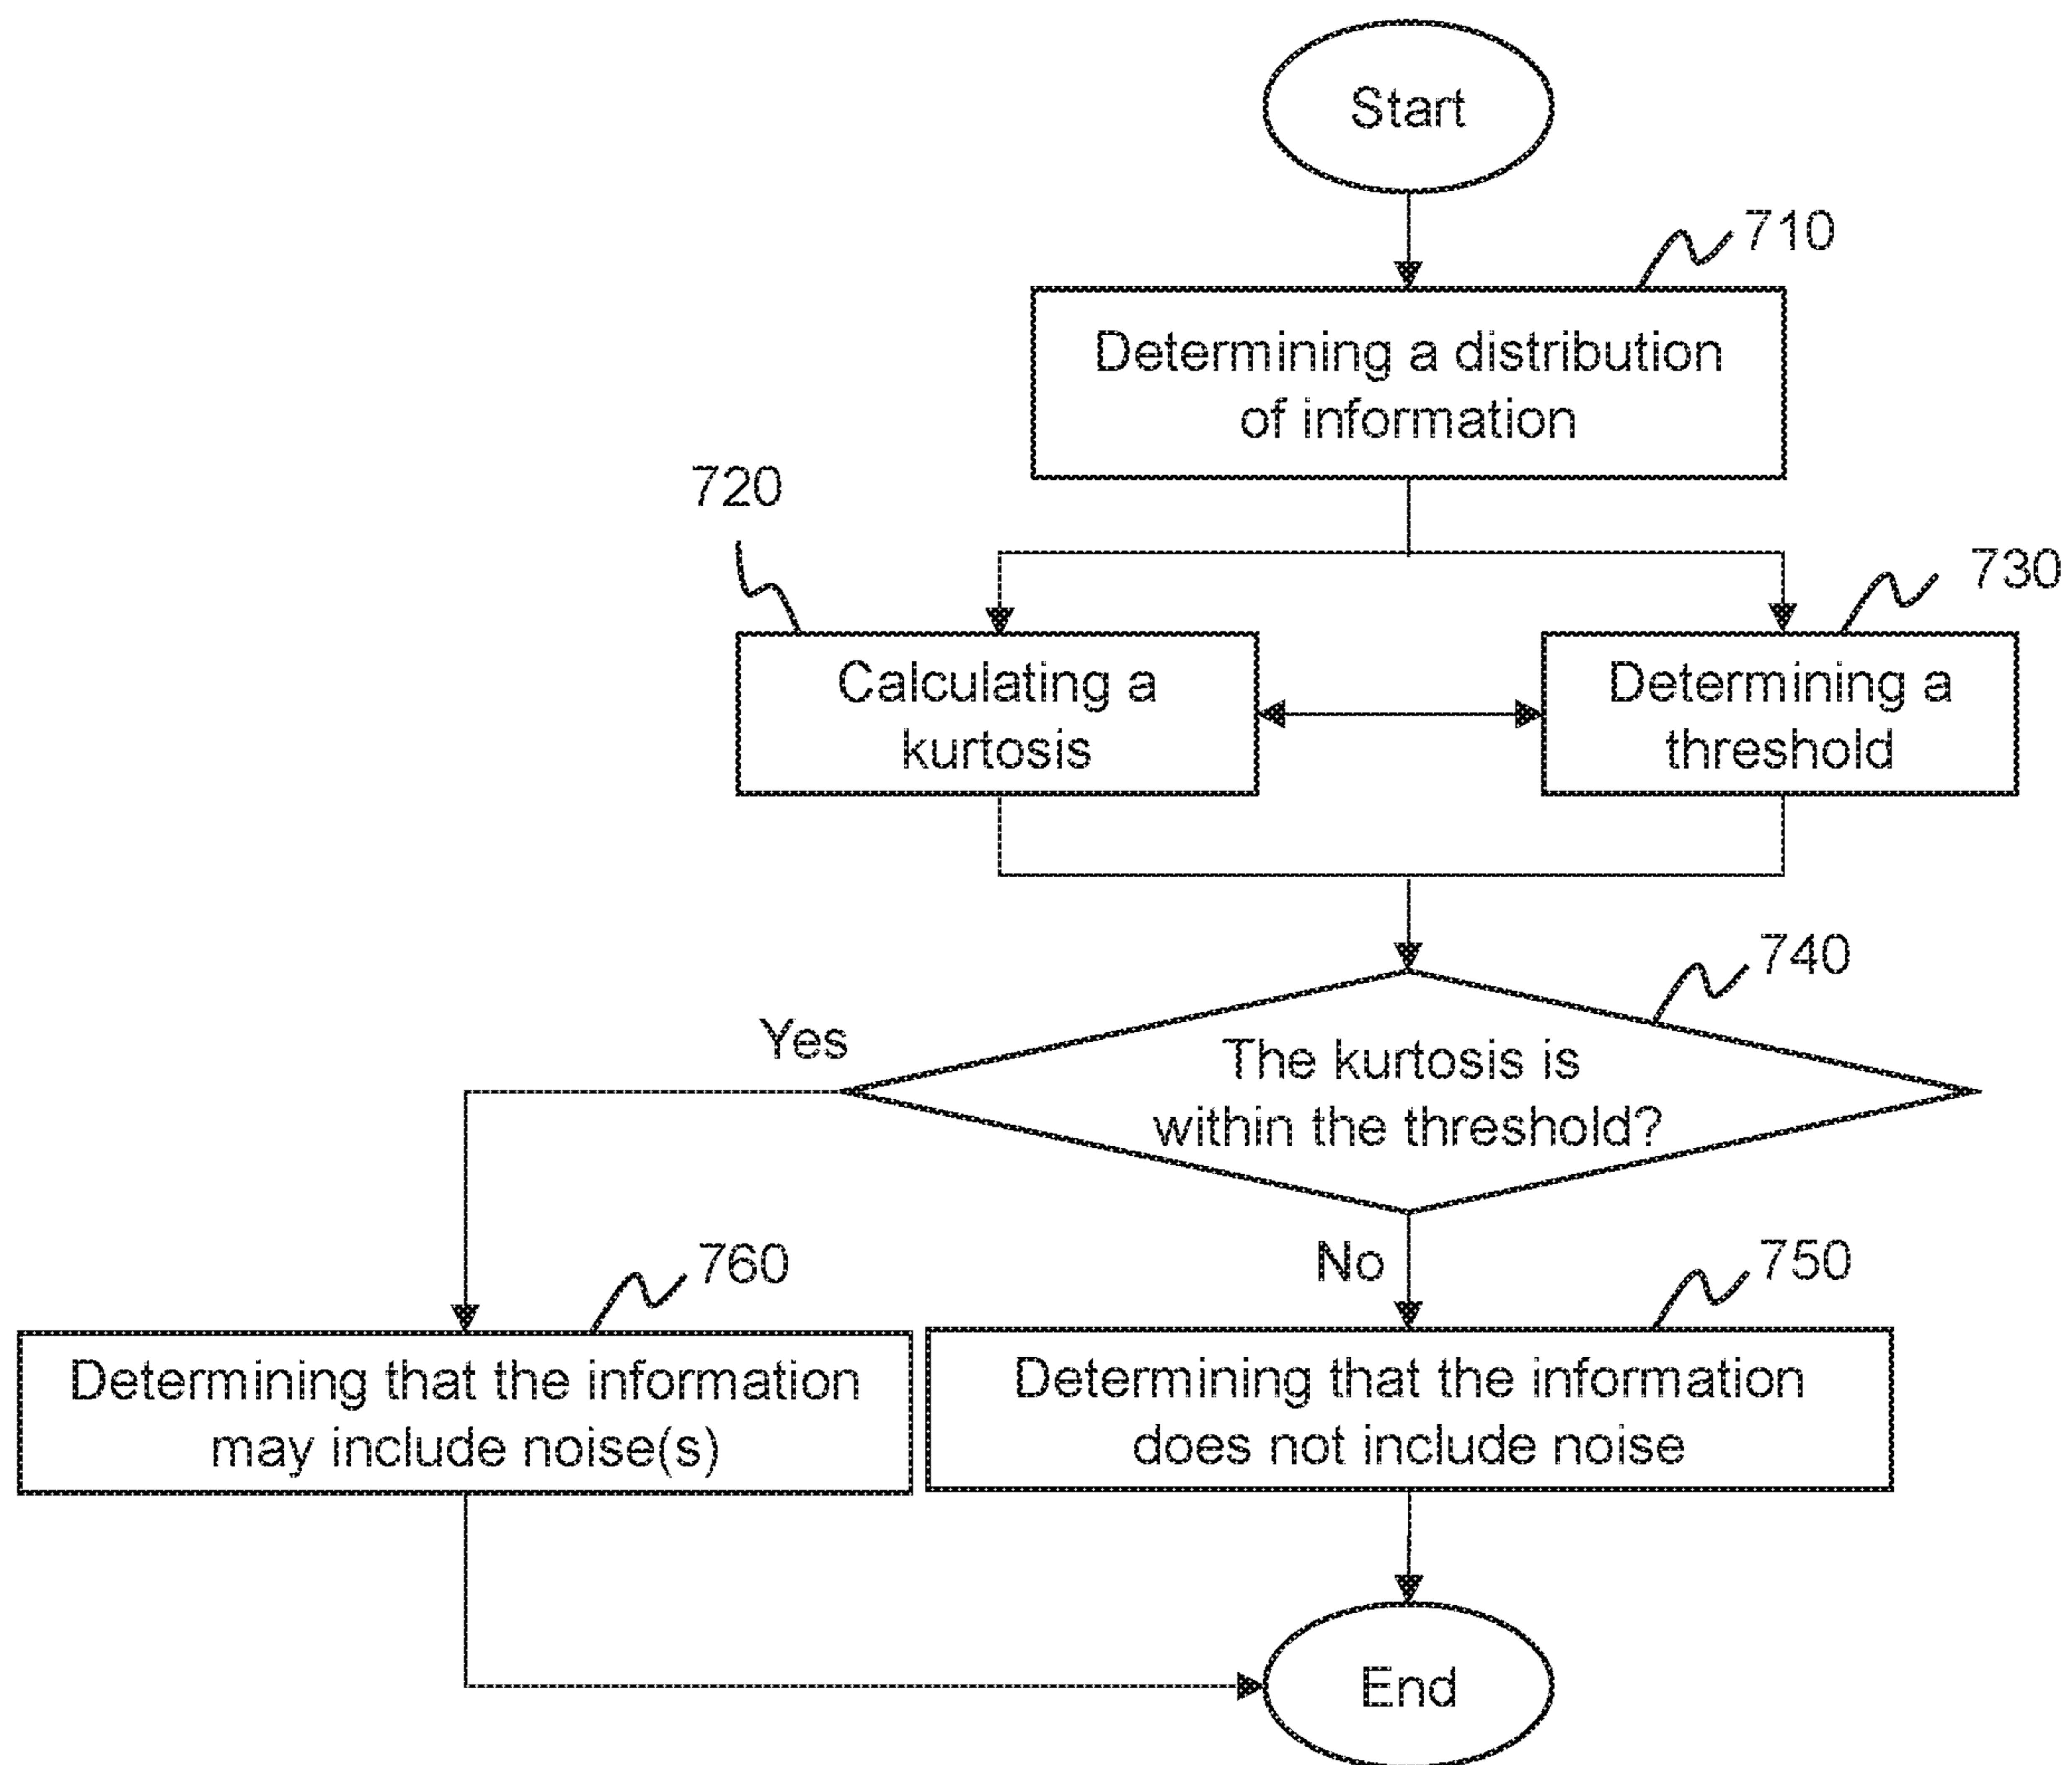 Start
710
Determining a distribution
of information
720
730
Calculating a
kurtosis
Determining a
threshold
740
Yes
The kurtosis is
within the threshold?
No
760
750
Determining that the information
may include noise(s)
Determining that the information
does not include noise
End